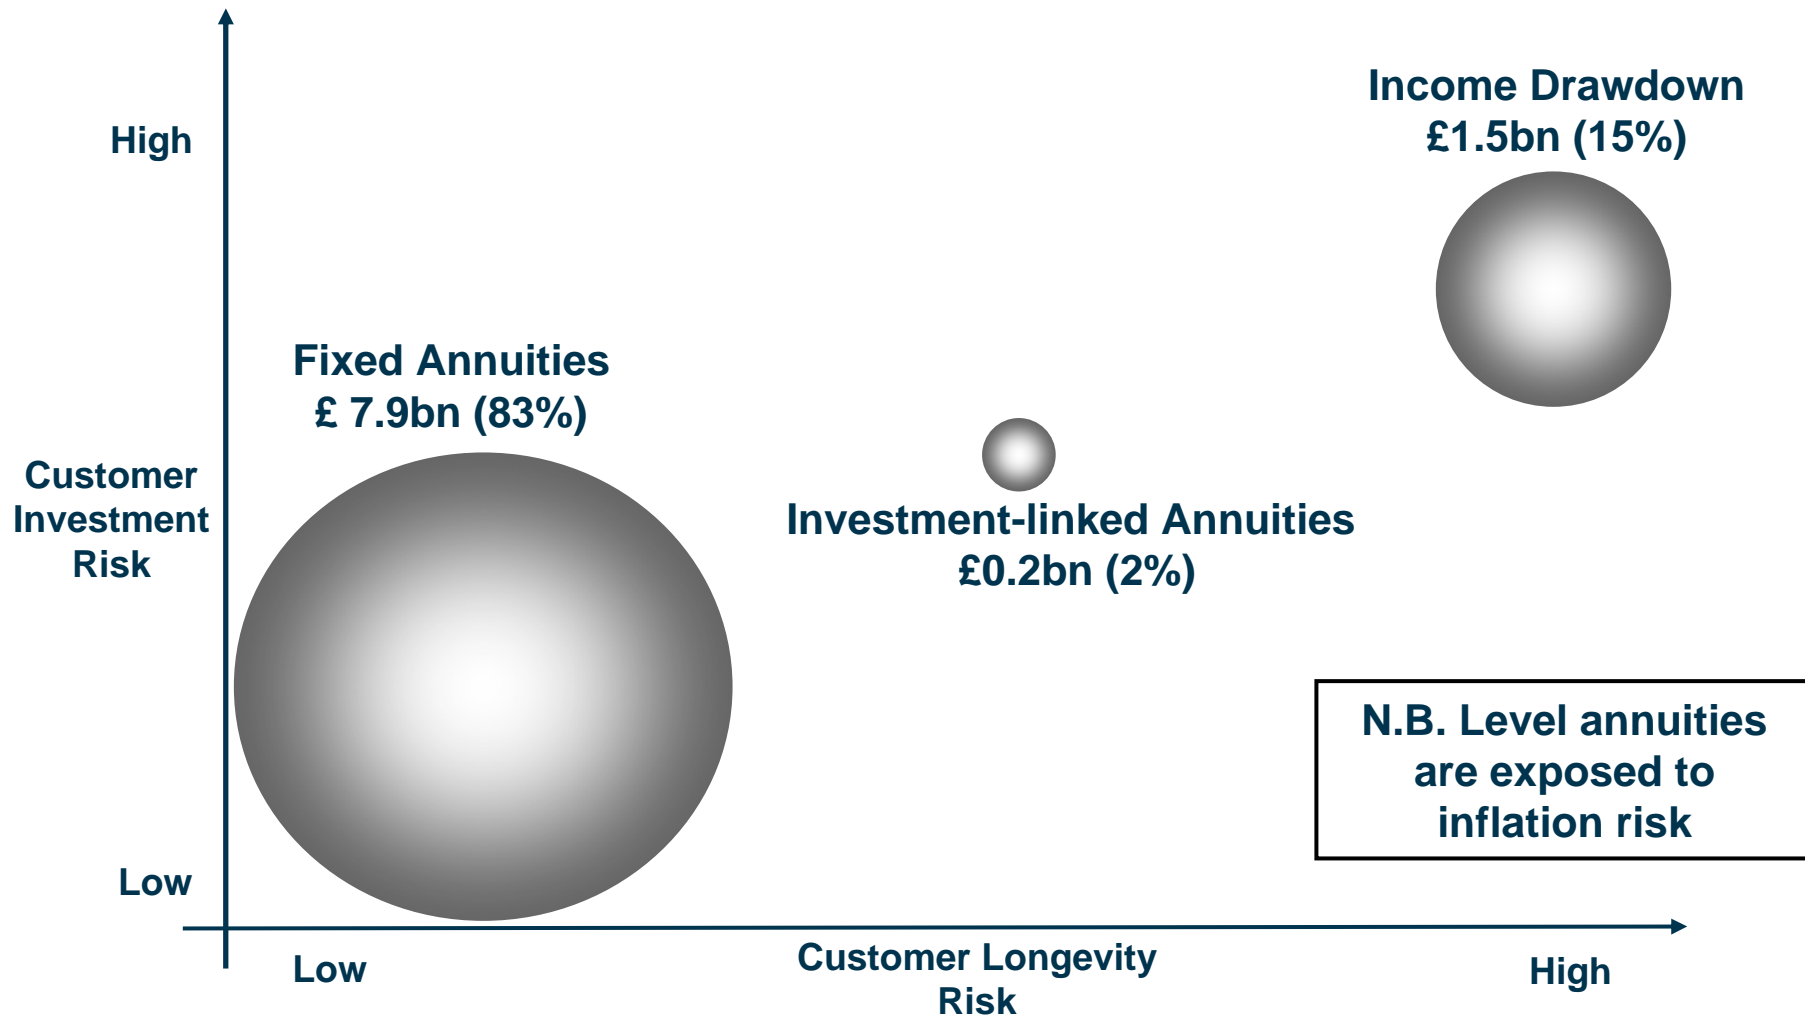 Income Drawdown
£1.5bn (15%)
High
Fixed Annuities
£ 7.9bn (83%)
Customer
Investment
Risk
Investment-linked Annuities
£0.2bn (2%)
N.B. Level annuities
are exposed to
inflation risk
Low
Low
Customer Longevity
Risk
High